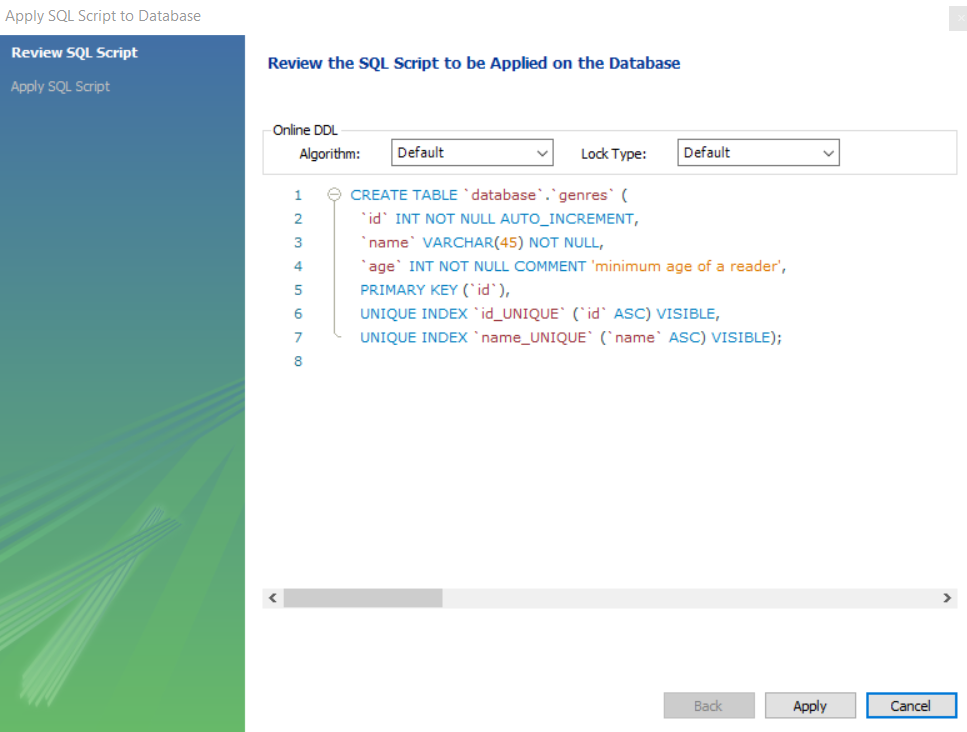 Apply SQL Script to Database
Review SQL Script
Apply SQL Script
Review the SQL Script to be Applied on the Database
Online DDL
Algorithm: Default Lock Type: Default
1 CREATE TABLE `database`.`genres` (
2 `id` INT NOT NULL AUTO_INCREMENT,
3 `name` VARCHAR(45) NOT NULL,
4 `age` INT NOT NULL COMMENT 'minimum age of a reader',
5 PRIMARY KEY (`id`),
6 UNIQUE INDEX `id_UNIQUE` (`id` ASC) VISIBLE,
7 UNIQUE INDEX `name_UNIQUE` (`name` ASC) VISIBLE);
8
Back Apply Cancel